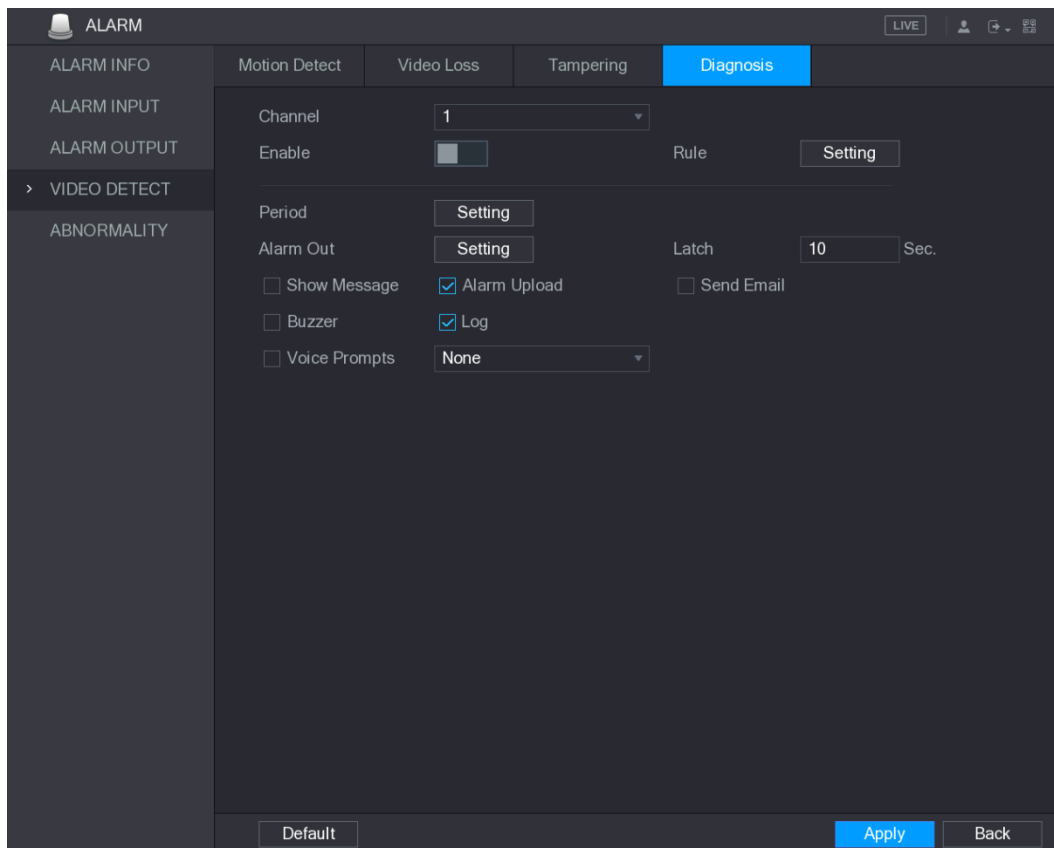 ALARM
LIVE
ALARM INFO
ALARM INPUT
ALARM OUTPUT
VIDEO DETECT
ABNORMALITY
Motion Detect Video Loss Tampering Diagnosis
Channel 1
Enable Rule Setting
Period Setting
Alarm Out Setting Latch 10 Sec.
Show Message Alarm Upload Send Email
Buzzer Log
Voice Prompts None
Default Apply Back